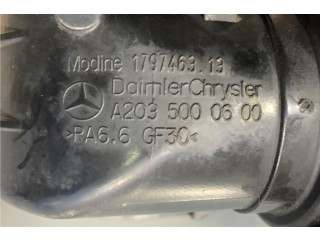 Modine 1797463.13
DaimlerChrysler
A203 500 06 00
>PA6.6 GF30<